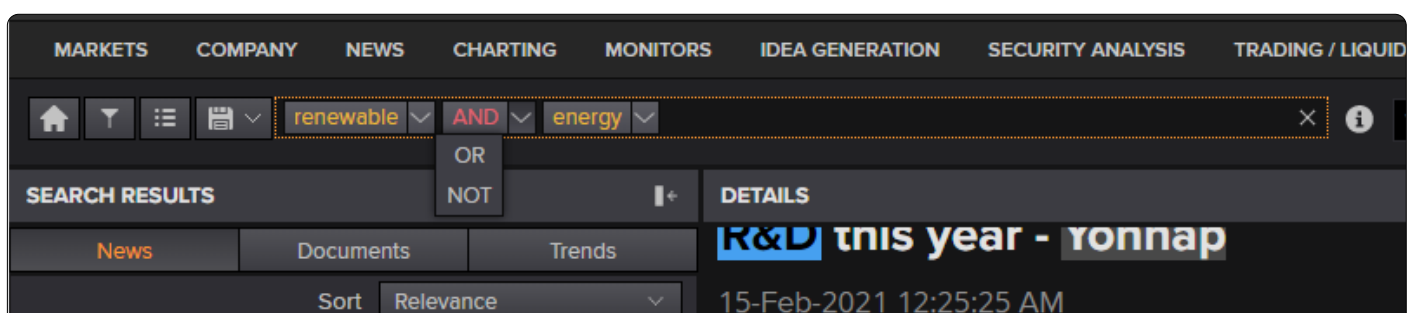 MARKETS COMPANY NEWS CHARTING MONITORS IDEA GENERATION SECURITY ANALYSIS TRADING / LIQUID
renewable AND energy
OR
NOT
SEARCH RESULTS
DETAILS
News Documents Trends
R&D this year - Yonhap
Sort Relevance
15-Feb-2021 12:25:25 AM